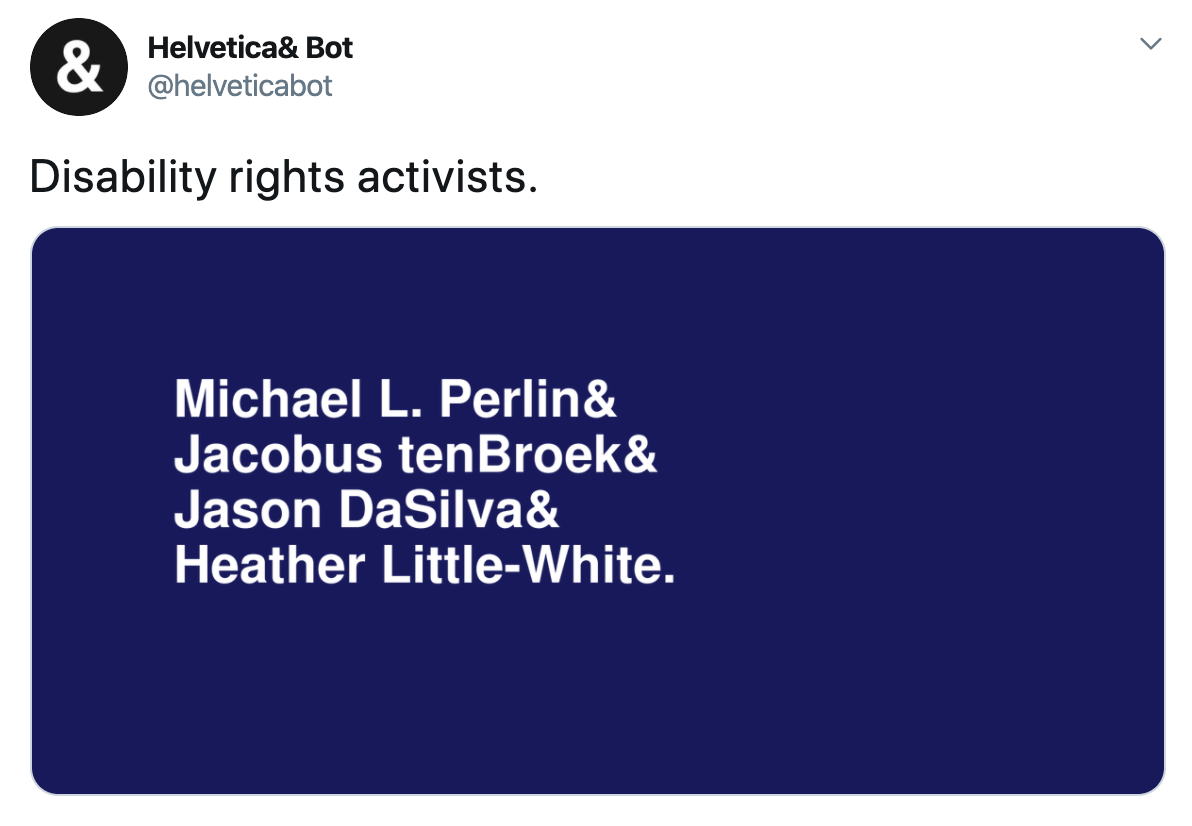 &
Helvetica& Bot
@helveticabot
Disability rights activists.
Michael L. Perlin&
Jacobus tenBroek&
Jason DaSilva&
Heather Little-White.